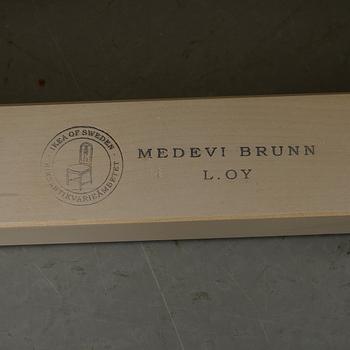 IKEA OF SWEDEN
RIKSANTIKVARIEÄMBETET
MEDEVI BRUNN
L.OY